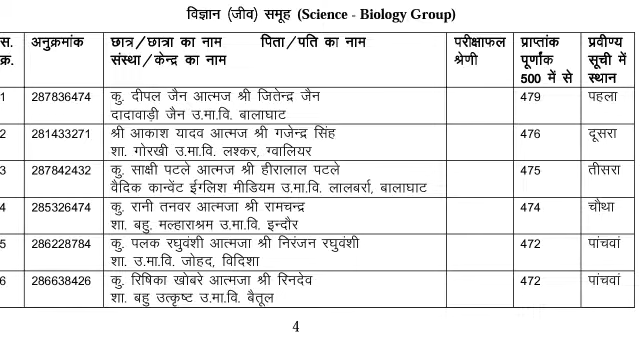 विज्ञान (जीव) समूह (Science - Biology Group)
स. क्र. अनुक्रमांक छात्र/छात्रा का नाम पिता/पति का नाम संस्था/केन्द्र का नाम परीक्षाफल श्रेणी प्राप्तांक पूर्णांक 500 में से प्रवीण्य सूची में स्थान
1 287836474 कु. दीपल जैन आत्मज श्री जितेन्द्र जैन 479 पहला
दादावाड़ी जैन उ.मा.वि. बालाघाट
2 281433271 श्री आकाश यादव आत्मज श्री गजेन्द्र सिंह 476 दूसरा
शा. गोरखी उ.मा.वि. लश्कर, ग्वालियर
3 287842432 कु. साक्षी पटले आत्मज श्री हीरालाल पटले 475 तीसरा
वैदिक कान्वेंट ईंग्लिश मीडियम उ.मा.वि. लालबर्रा, बालाघाट
4 285326474 कु. रानी तनवर आत्मजा श्री रामचन्द्र 474 चौथा
शा. बहु. मल्हाराश्रम उ.मा.वि. इन्दौर
5 286228784 कु. पलक रघुवंशी आत्मजा श्री निरंजन रघुवंशी 472 पांचवां
शा. उ.मा.वि. जोहद, विदिशा
6 286638426 कु. रिषिका खोबरे आत्मजा श्री रिनदेव 472 पांचवां
शा. बहु उत्कृष्ट उ.मा.वि. बैतूल
4